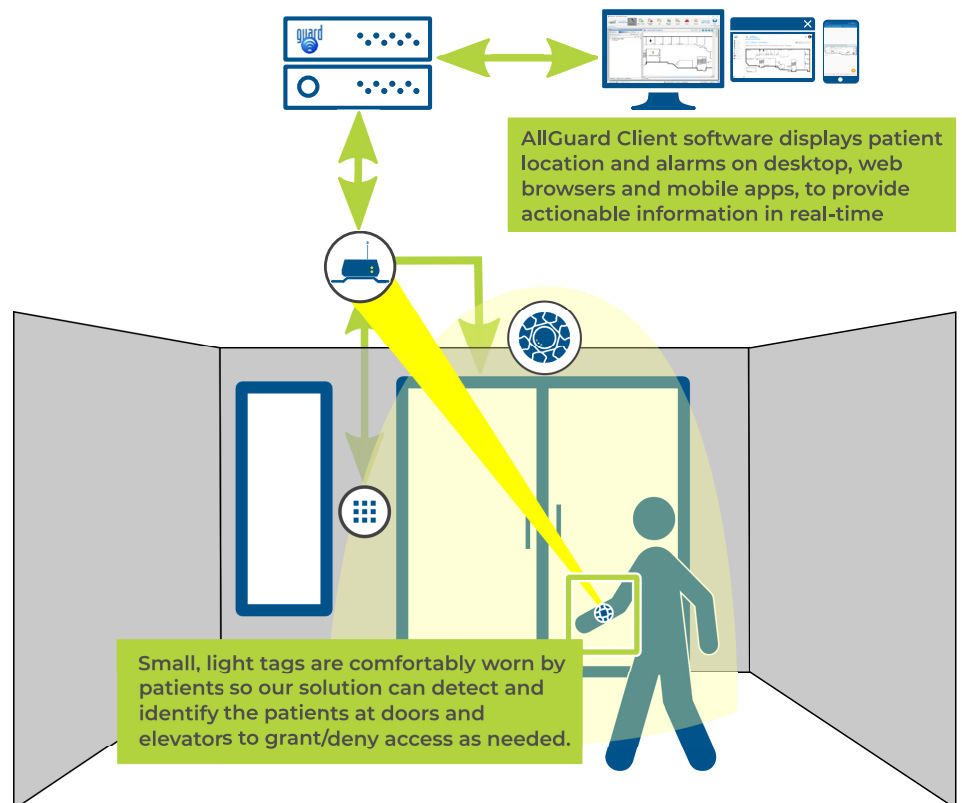 guard
AllGuard Client software displays patient
location and alarms on desktop, web
browsers and mobile apps, to provide
actionable information in real-time
Small, light tags are comfortably worn by
patients so our solution can detect and
identify the patients at doors and
elevators to grant/deny access as needed.